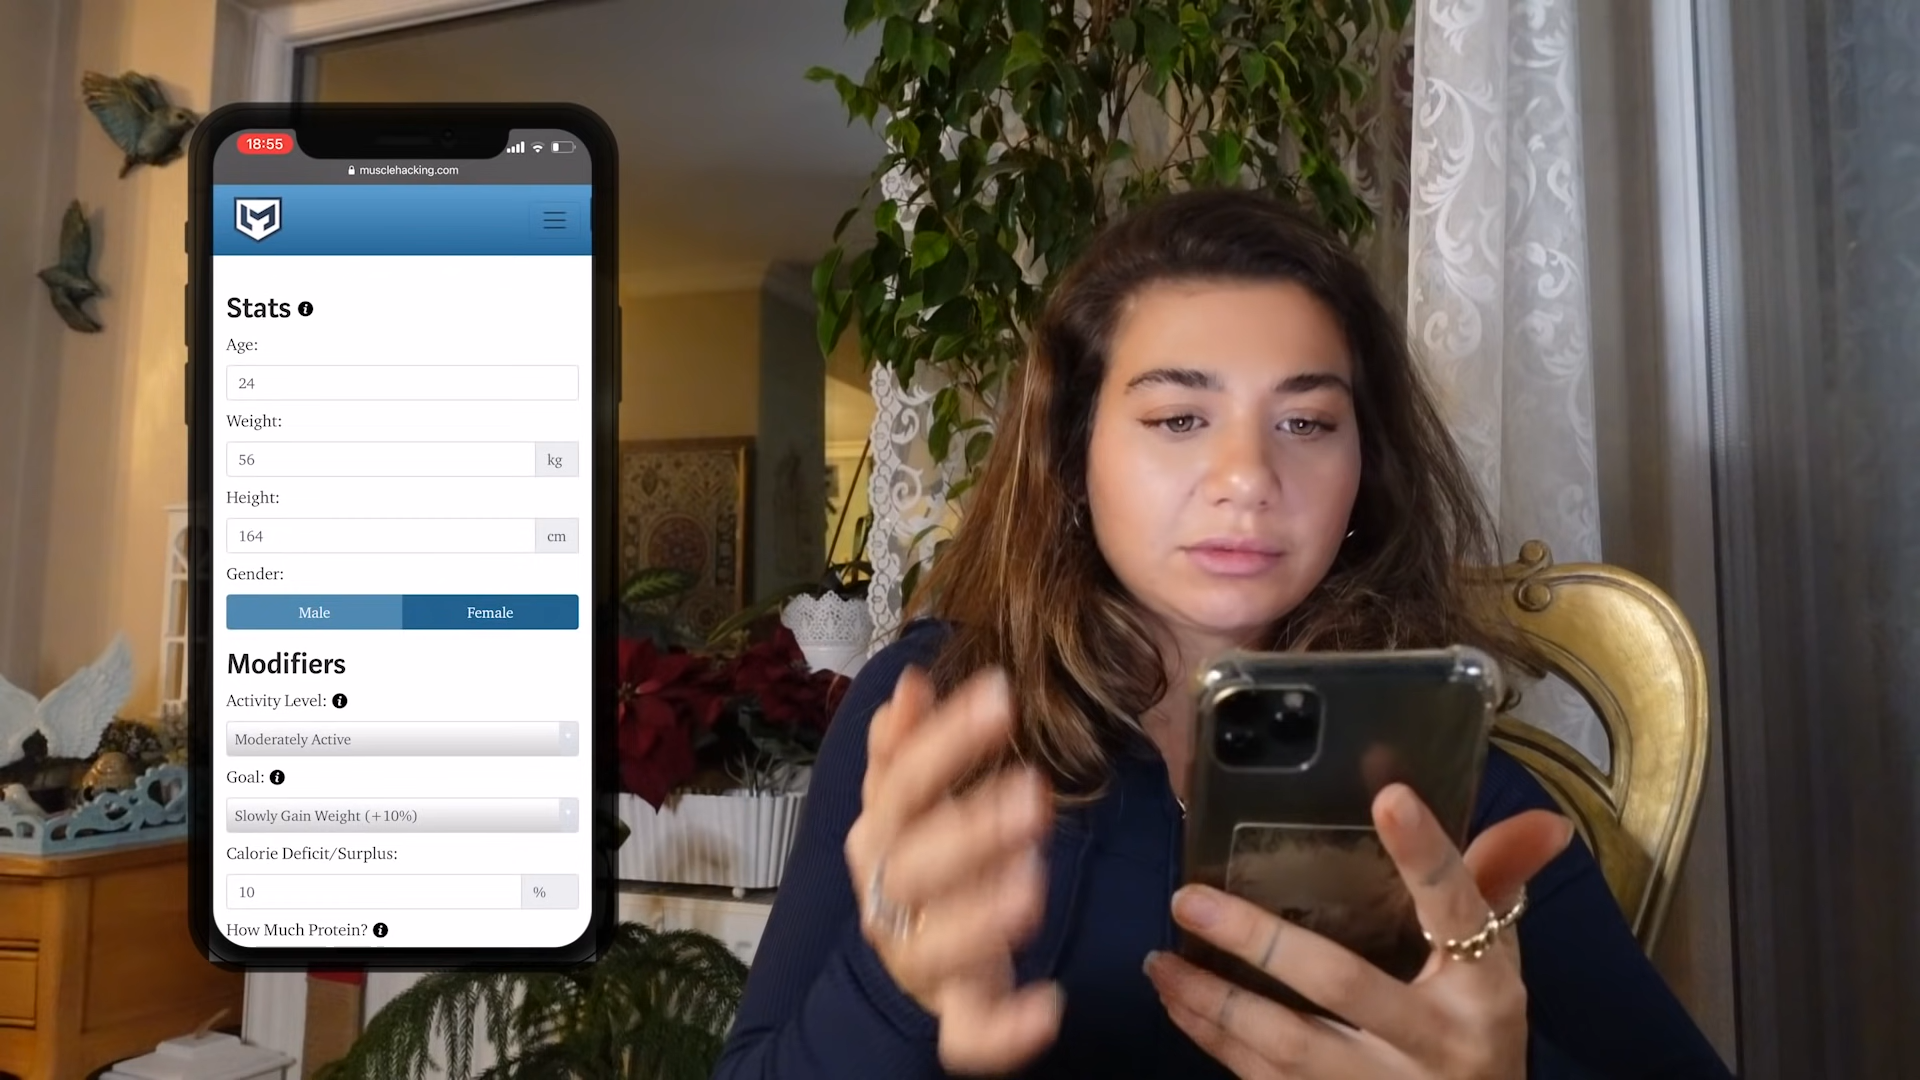 18:55
musclehacking.com
Stats
Age:
24
Weight:
56 kg
Height:
164 cm
Gender:
Male Female
Modifiers
Activity Level:
Moderately Active
Goal:
Slowly Gain Weight (+10%)
Calorie Deficit/Surplus:
10 %
How Much Protein?